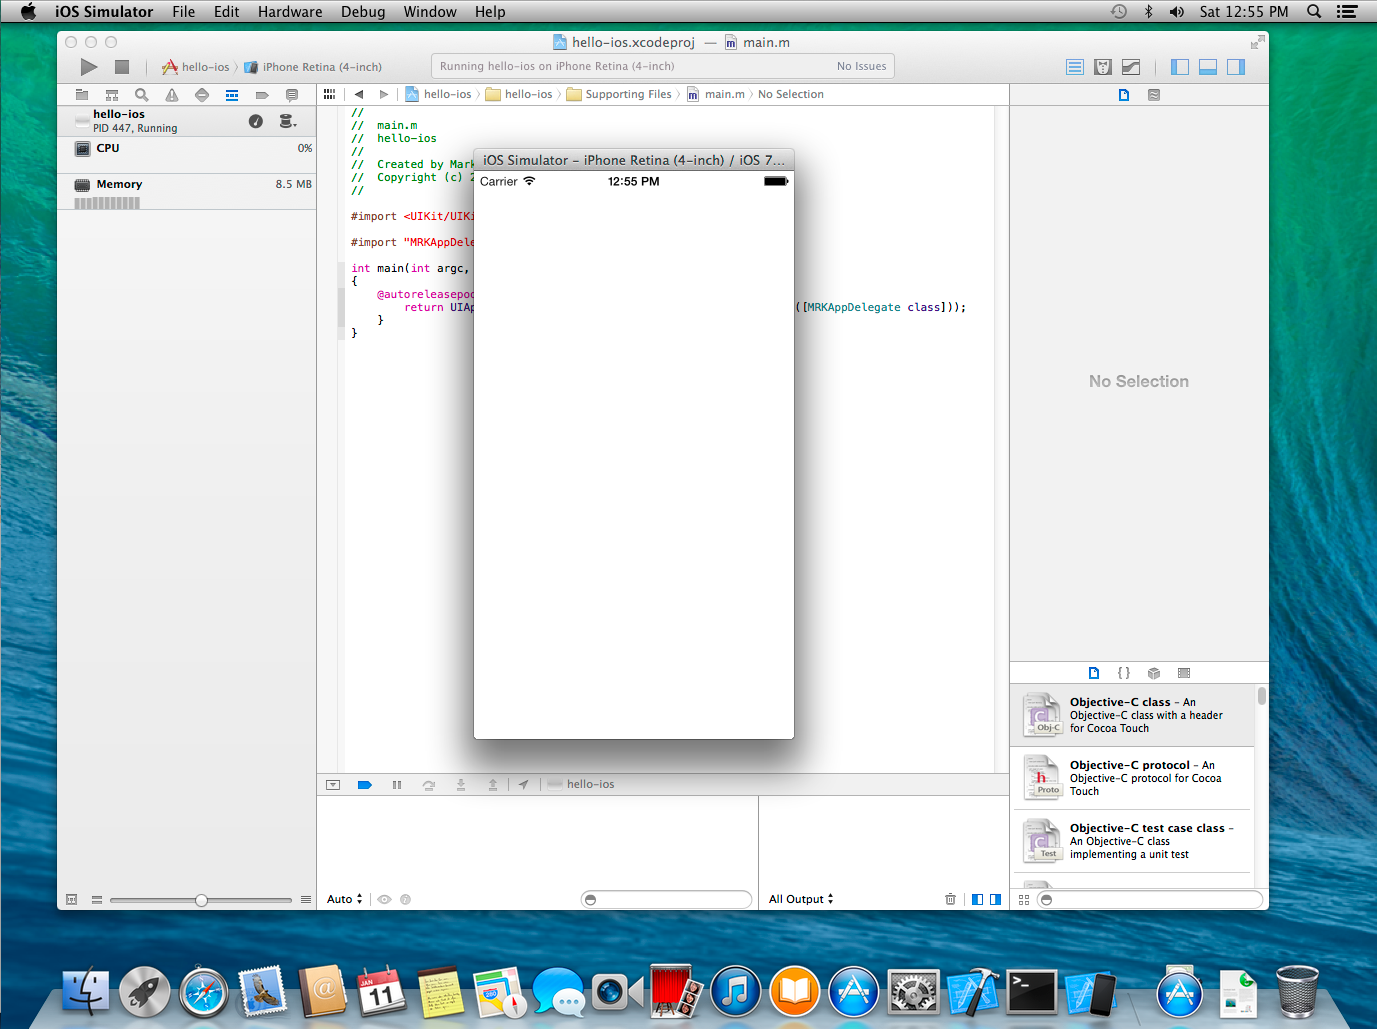 iOS Simulator File Edit Hardware Debug Window Help Sat 12:55 PM
hello-ios.xcodeproj — main.m
hello-ios 〉 iPhone Retina (4-inch)
Running hello-ios on iPhone Retina (4-inch) No Issues
hello-ios 〉 hello-ios 〉 Supporting Files 〉 main.m 〉 No Selection
hello-ios
PID 447, Running
CPU 0%
Memory 8.5 MB
//
// main.m
// hello-ios
//
// Created by Mark
// Copyright (c) 2
//
#import <UIKit/UIKi
#import "MRKAppDele
int main(int argc,
{
@autoreleasepoo
return UIAp ([MRKAppDelegate class]));
}
}
iOS Simulator - iPhone Retina (4-inch) / iOS 7...
Carrier 12:55 PM
No Selection
{ }
Objective-C class - An
Objective-C class with a header
for Cocoa Touch
Obj-C
Objective-C protocol - An
Objective-C protocol for Cocoa
Touch
Proto
Objective-C test case class -
An Objective-C class
implementing a unit test
Test
hello-ios
Auto
All Output
JAN
11